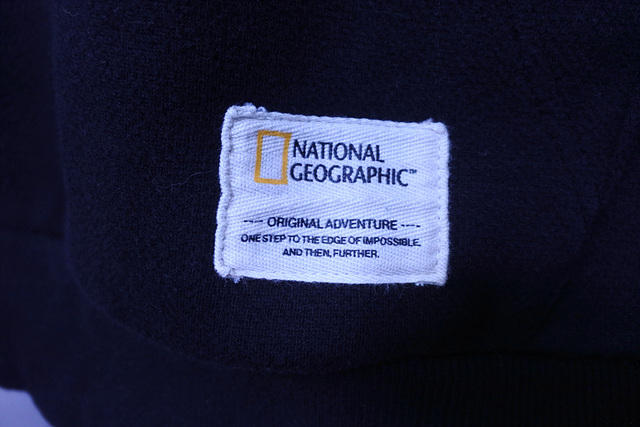 NATIONAL
GEOGRAPHIC™
---- ORIGINAL ADVENTURE ----
ONE STEP TO THE EDGE OF IMPOSSIBLE.
AND THEN, FURTHER.